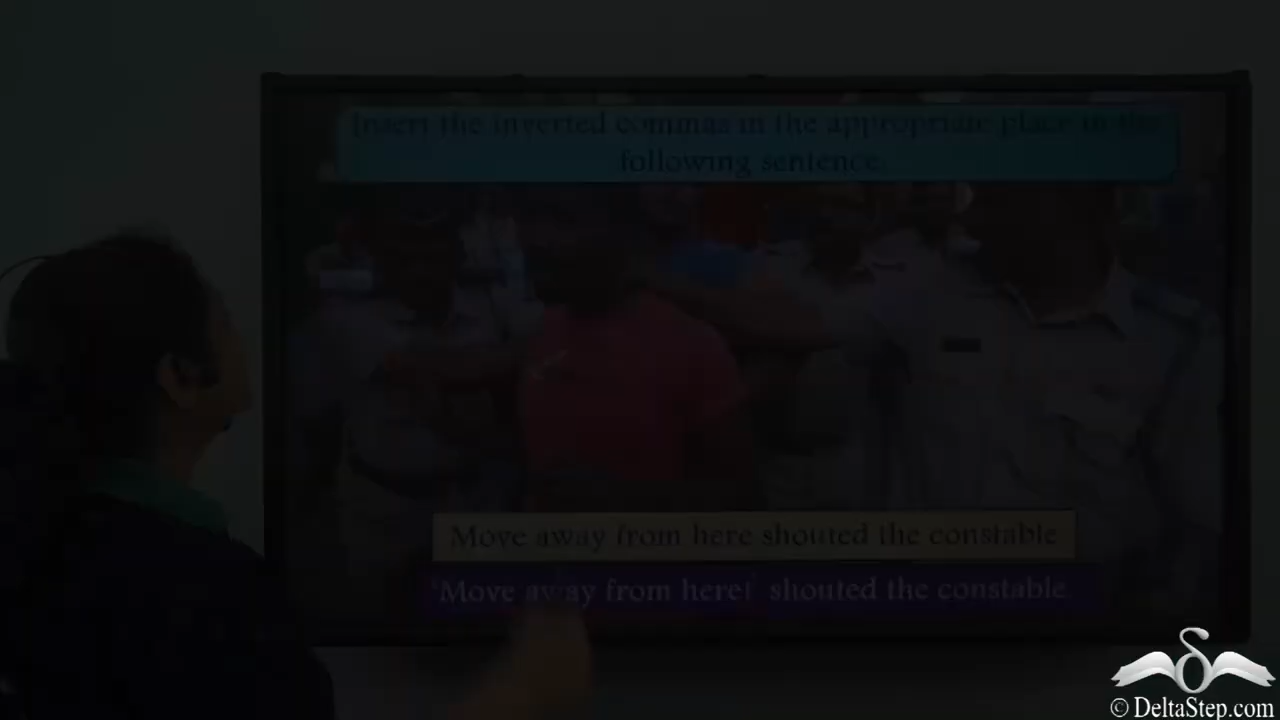 Insert the inverted commas in the appropriate place in the
following sentence.
Move away from here shouted the constable
'Move away from here!' shouted the constable.
© DeltaStep.com